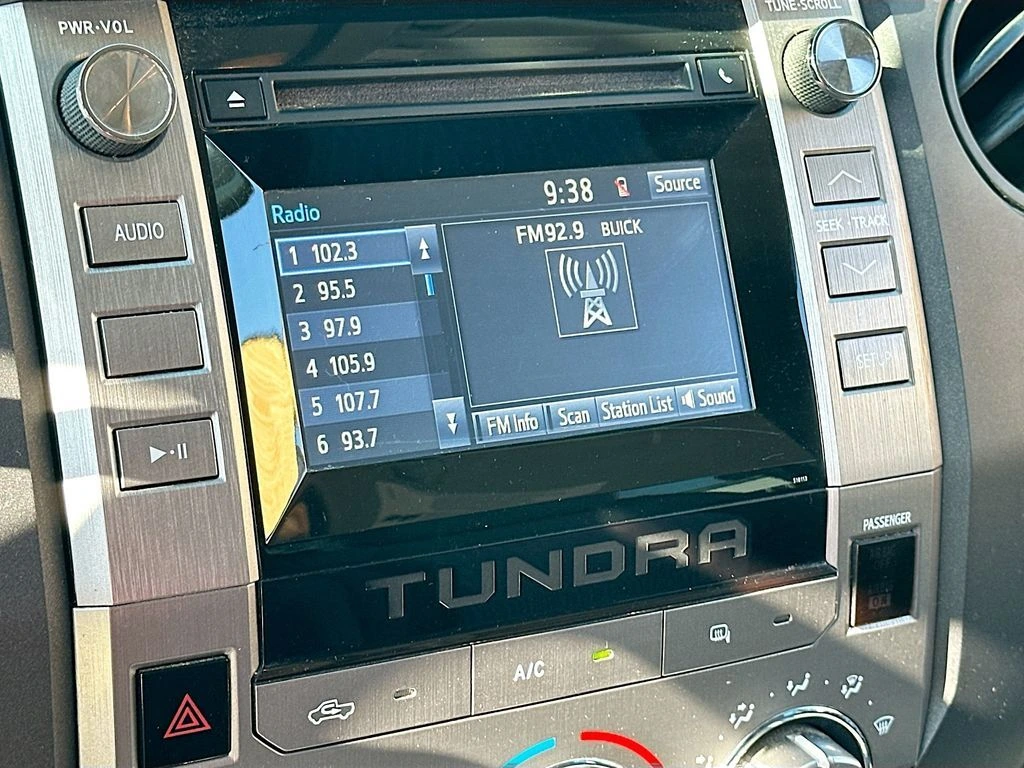 PWR·VOL
TUNE·SCROLL
AUDIO
SEEK·TRACK
Radio
9:38
Source
FM92.9 BUICK
1 102.3
2 95.5
3 97.9
4 105.9
5 107.7
6 93.7
FM Info
Scan
Station List
Sound
SETUP
510113
TUNDRA
PASSENGER
A/C